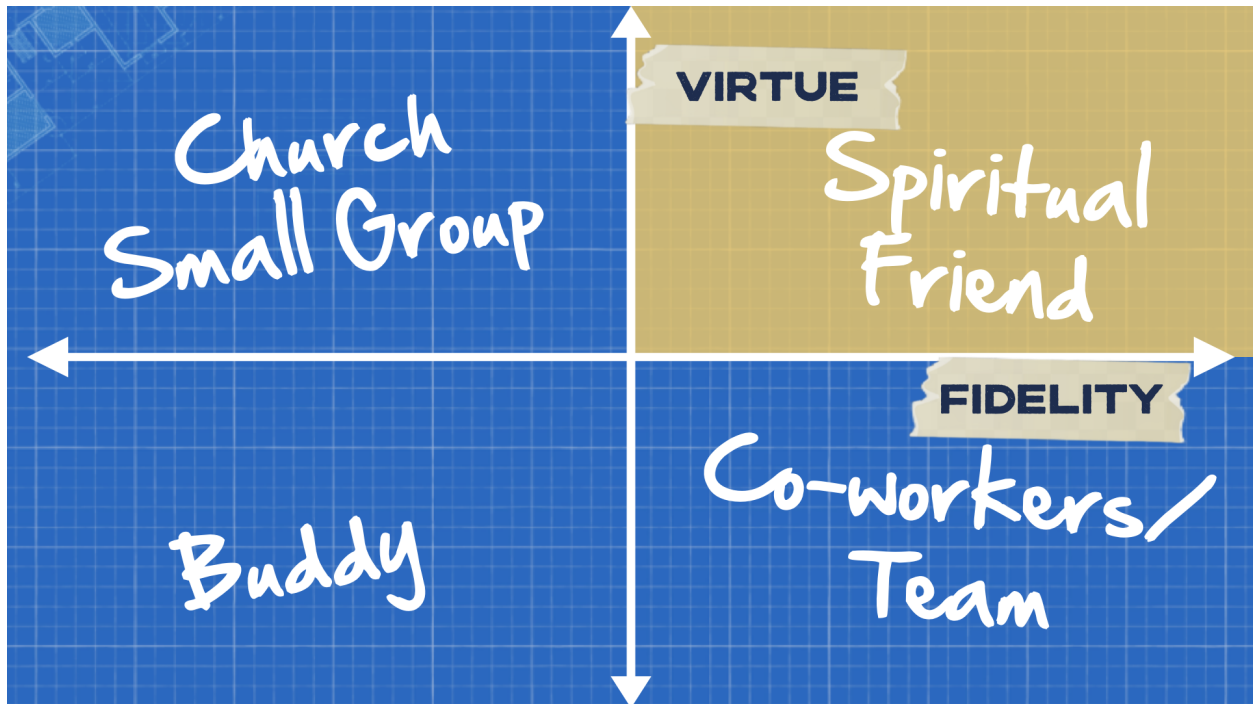 VIRTUE
Church
Small Group
Spiritual
Friend
FIDELITY
Buddy
Co-workers/
Team